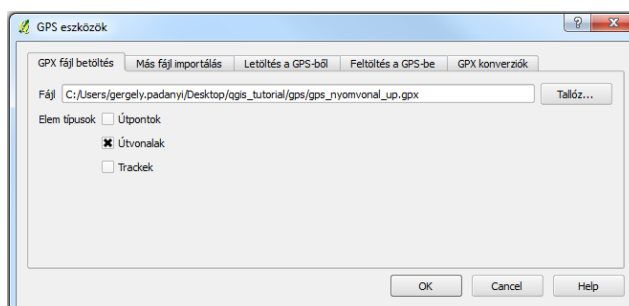 GPS eszközök
GPX fájl betöltés Más fájl importálás Letöltés a GPS-ből Feltöltés a GPS-be GPX konverziók
Fájl C:/Users/gergely.padanyi/Desktop/qgis_tutorial/gps/gps_nyomvonal_up.gpx Tallóz...
Elem típusok Útpontok
Útvonalak
Trackek
OK Cancel Help